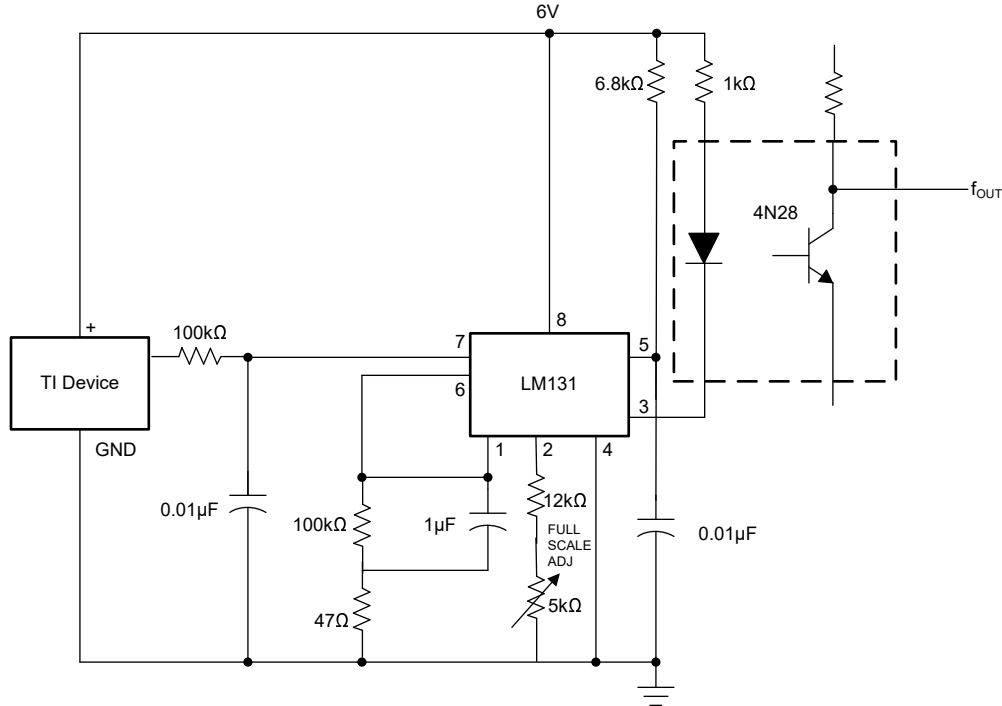 6V
6.8kΩ
1kΩ
4N28
fOUT
+
TI Device
GND
100kΩ
0.01µF
7
6
8
5
3
LM131
1
2
4
100kΩ
1µF
47Ω
12kΩ
FULL
SCALE
ADJ
5kΩ
0.01µF